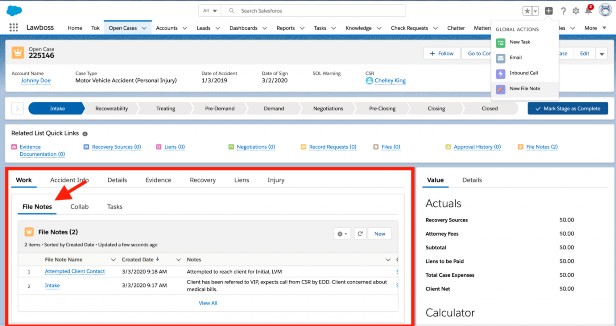 All
Search Salesforce
Lawboss
Home
Tsk
Open Cases
Accounts
Leads
Dashboards
Reports
Tasks
Knowledge
Check Requests
Chatter
GLOBAL ACTIONS
New Task
Email
Inbound Call
New File Note
Open Case
225146
+ Follow
Edit
Account Name
Johnny Doe
Case Type
Motor Vehicle Accident (Personal Injury)
Date of Accident
1/3/2019
Date of Sign
3/2/2020
SOL Warning
CSR
Chelley King
Intake
Recoverability
Treating
Pre-Demand
Demand
Negotiations
Pre-Closing
Closing
Closed
Mark Stage as Complete
Related List Quick Links
Evidence
Documentation (0)
Recovery Sources (0)
Liens (0)
Negotiations (0)
Record Requests (0)
Files (0)
Approval History (0)
File Notes (2)
Work
Accident Info
Details
Evidence
Recovery
Liens
Injury
File Notes
Collab
Tasks
File Notes (2)
New
2 items • Sorted by Created Date • Updated a few seconds ago
File Note Name
Created Date
Notes
1
Attempted Client Contact
3/3/2020 9:18 AM
Attempted to reach client for Initial, LVM
2
Intake
3/3/2020 9:17 AM
Client has been referred to VIP, expects call from CSR by EOD. Client concerned about
medical bills.
View All
Value
Details
Actuals
Recovery Sources
$0.00
Attorney Fees
$0.00
Subtotal
$0.00
Liens to be Paid
$0.00
Total Case Expenses
$0.00
Client Net
$0.00
Calculator